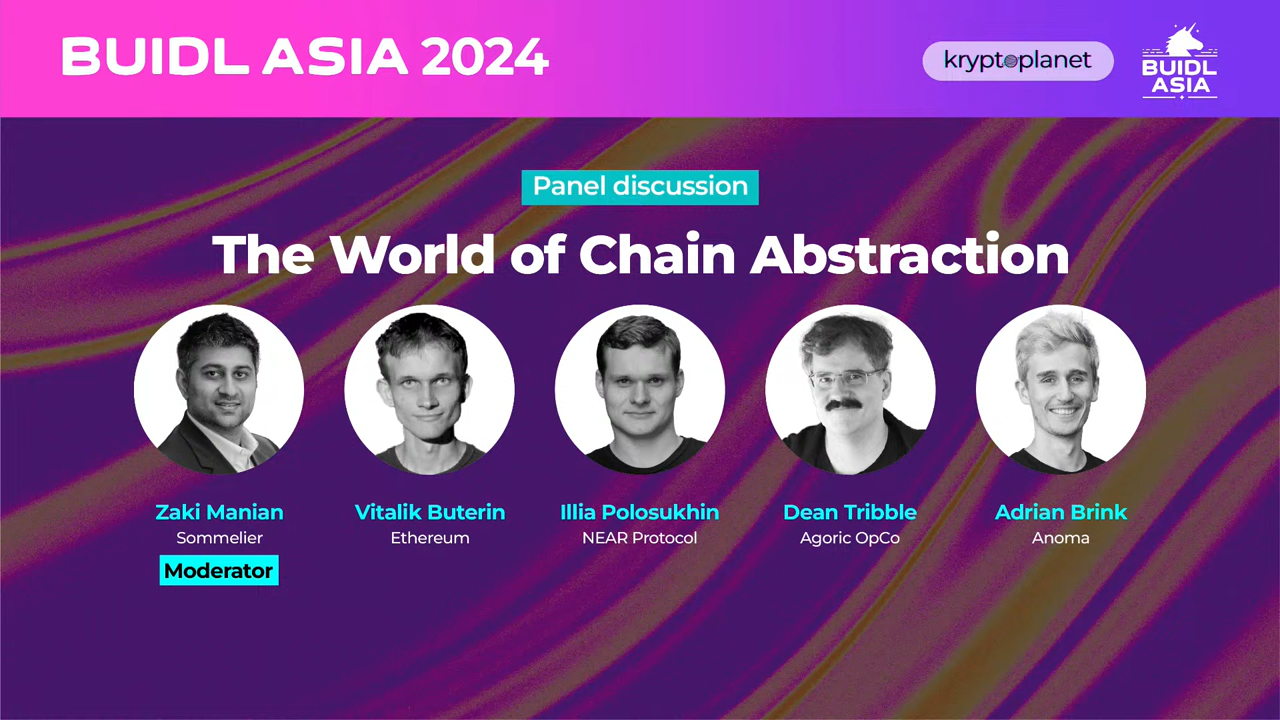 BUIDL ASIA 2024
kryptoplanet
BUIDL
ASIA
Panel discussion
The World of Chain Abstraction
Zaki Manian
Sommelier
Moderator
Vitalik Buterin
Ethereum
Illia Polosukhin
NEAR Protocol
Dean Tribble
Agoric OpCo
Adrian Brink
Anoma